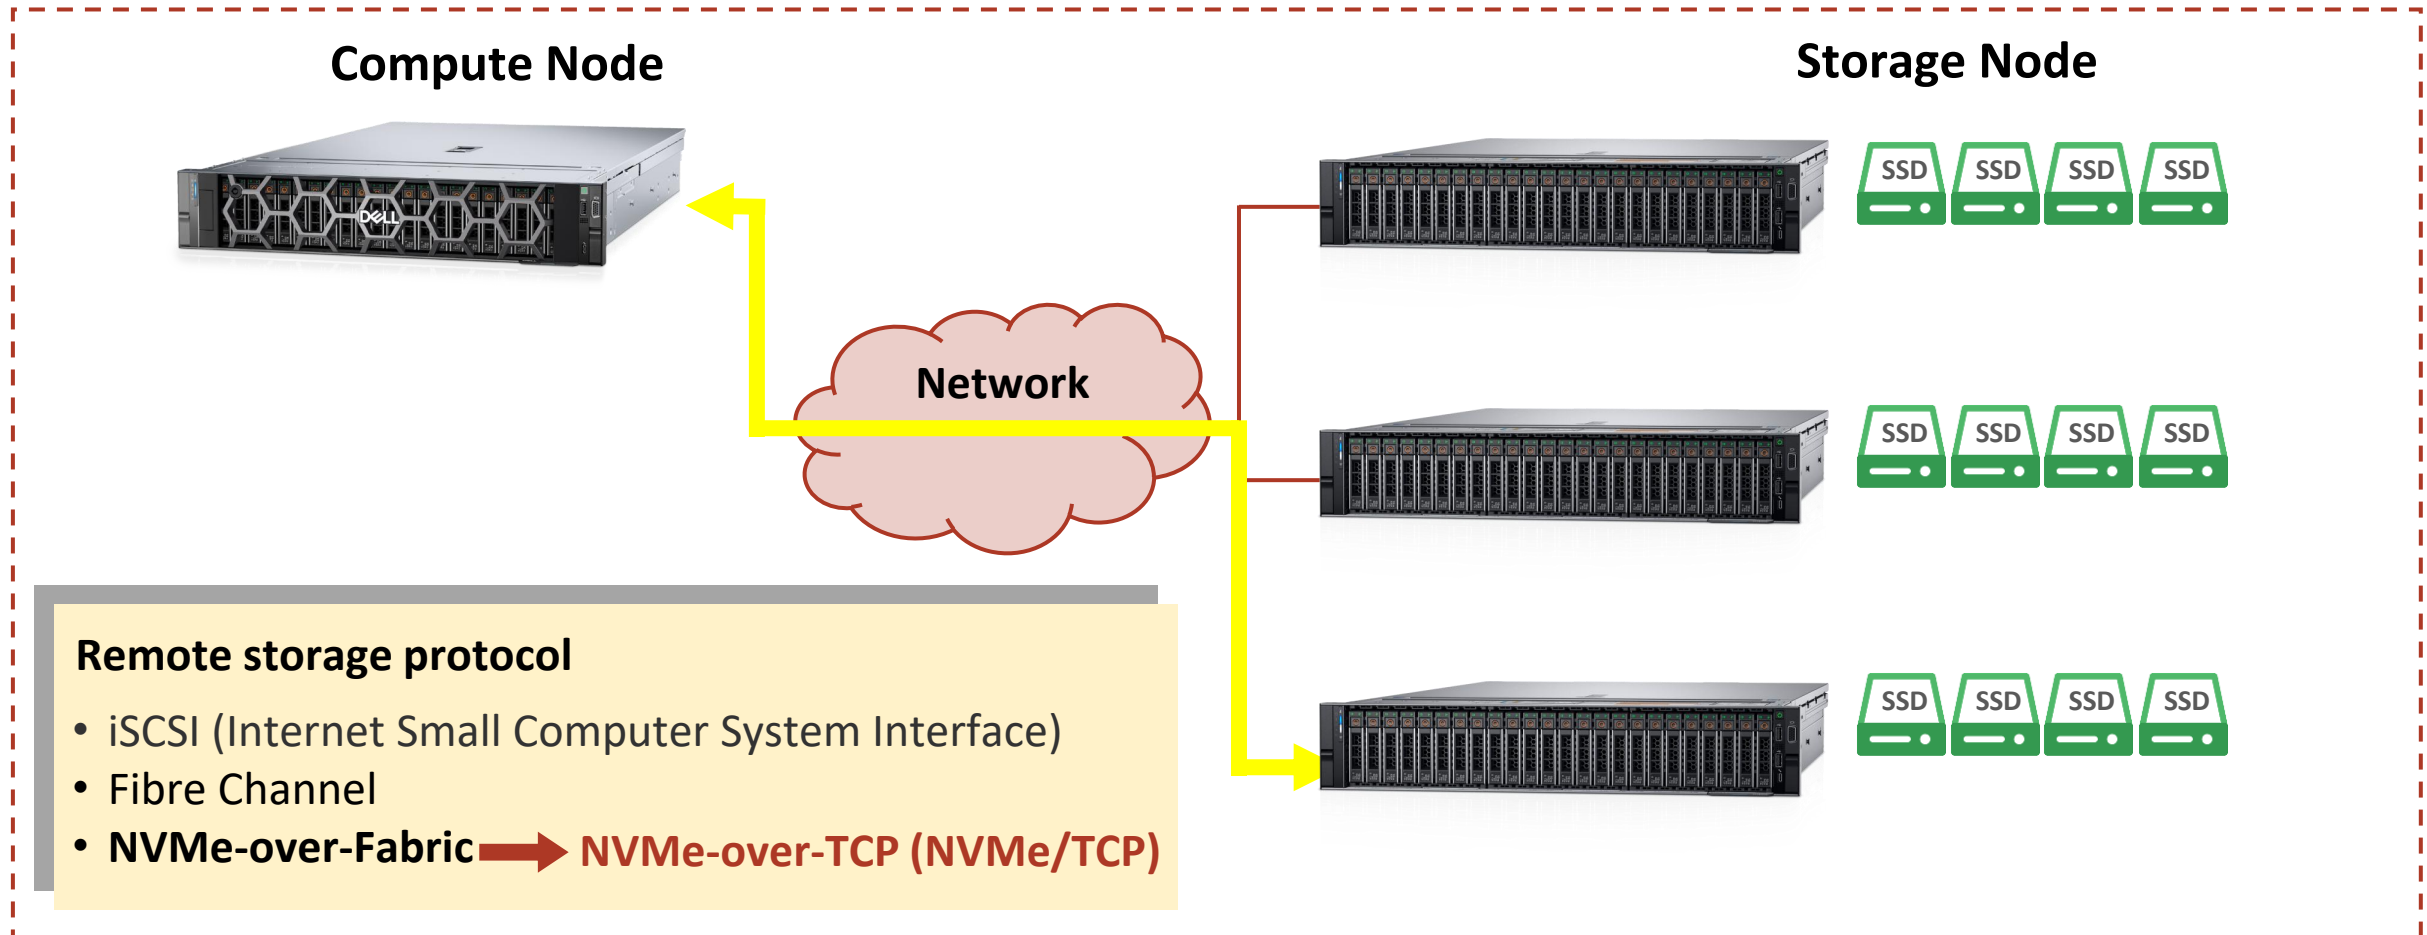 Compute Node
Storage Node
DELL
SSD SSD SSD SSD
Network
SSD SSD SSD SSD
Remote storage protocol
• iSCSI (Internet Small Computer System Interface)
• Fibre Channel
• NVMe-over-Fabric NVMe-over-TCP (NVMe/TCP)
SSD SSD SSD SSD